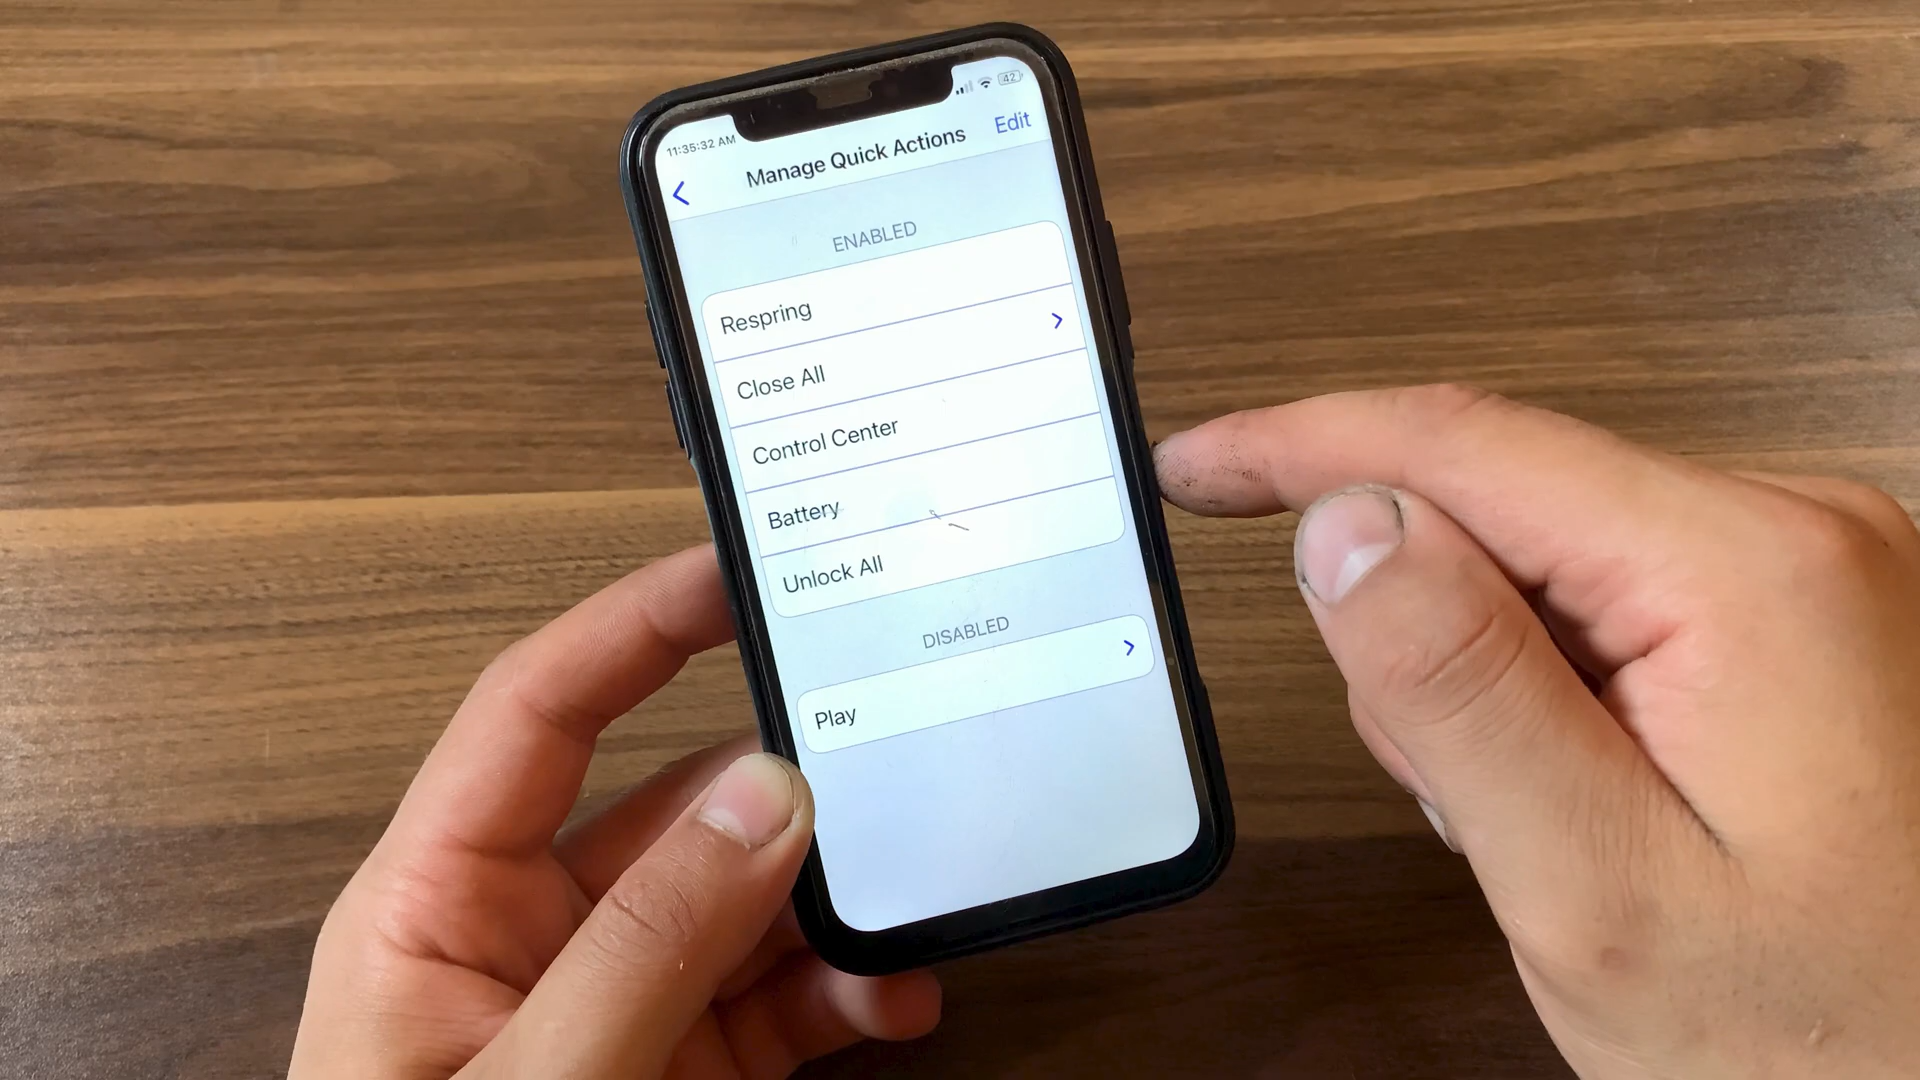 11:35:32 AM
42
Manage Quick Actions
Edit
ENABLED
Respring
Close All
Control Center
Battery
Unlock All
DISABLED
Play